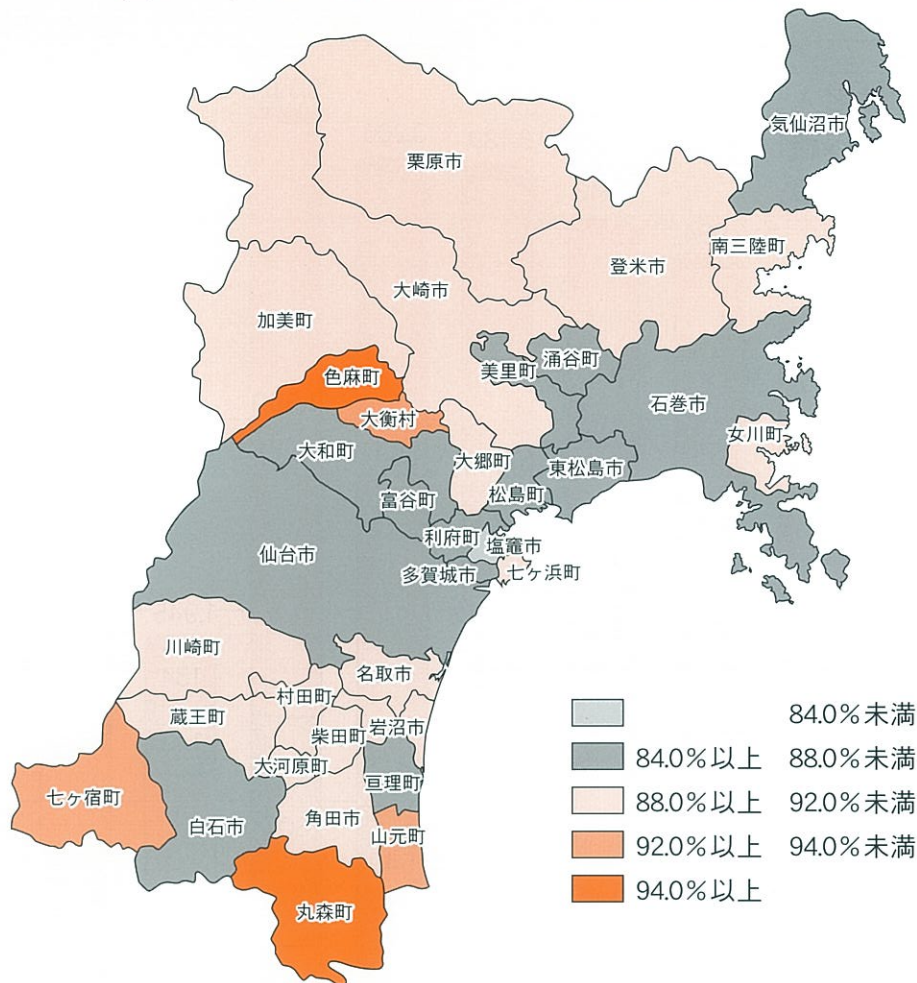 気仙沼市
栗原市
南三陸町
登米市
大崎市
加美町
色麻町
美里町
涌谷町
石巻市
大衡村
女川町
大和町
大郷町
東松島市
富谷町
松島町
利府町
塩竈市
仙台市
多賀城市
七ヶ浜町
川崎町
名取市
村田町
蔵王町
柴田町
岩沼市
大河原町
亘理町
七ヶ宿町
白石市
角田市
山元町
丸森町
84.0%未満
84.0%以上 88.0%未満
88.0%以上 92.0%未満
92.0%以上 94.0%未満
94.0%以上